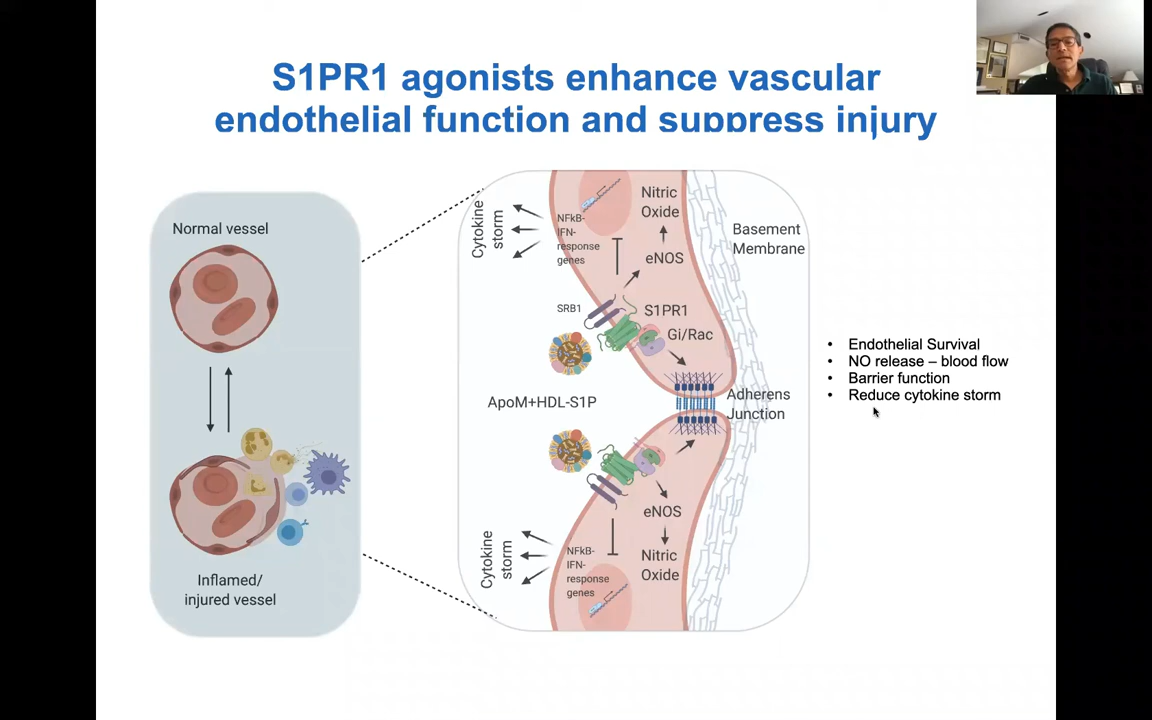 S1PR1 agonists enhance vascular
endothelial function and suppress injury
Normal vessel
Inflamed/
injured vessel
Cytokine
storm
NFkB-
IFN-
response
genes
Nitric
Oxide
eNOS
SRB1
S1PR1
Gi/Rac
Basement
Membrane
ApoM+HDL-S1P
Adherens
Junction
eNOS
Nitric
Oxide
Cytokine
storm
NFkB-
IFN-
response
genes
• Endothelial Survival
• NO release – blood flow
• Barrier function
• Reduce cytokine storm